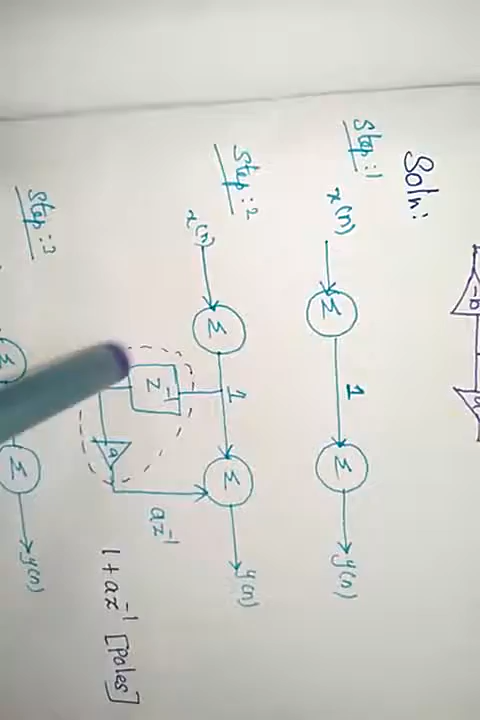 Soln:
Step:1
x(n) Σ 1 Σ y(n)
Step:2
x(n) Σ 1 Σ y(n)
z⁻¹
a
az⁻¹
1+az⁻¹ [Poles]
Step:3
Σ Σ y(n)
-b